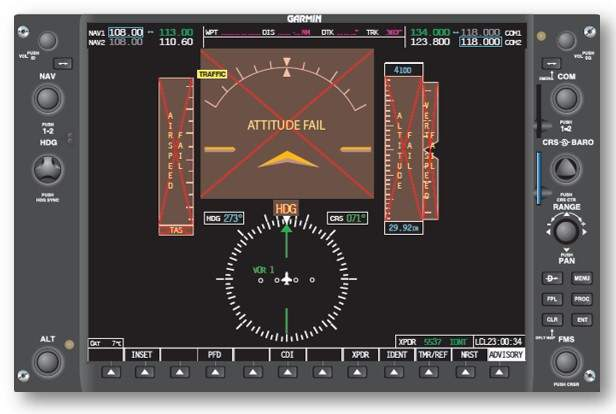 GARMIN
NAV1 108.00 ↔ 113.00
NAV2 108.00 110.60
WPT DIS NM DTK TRK 360°
134.000 ↔ 118.000 COM1
123.800 118.000 COM2
VOL PUSH ID
VOL PUSH SQ
EMERG
NAV
PUSH
1-2
HDG
PUSH
HDG SYNC
ALT
COM
PUSH
1-2
CRS BARO
PUSH
CRS CTR
RANGE
PUSH
PAN
D MENU
FPL PROC
CLR ENT
DFLT MAP
FMS
PUSH CRSR
TRAFFIC
ATTITUDE FAIL
AIRSPEED FAIL
TAS
4100
ALTITUDE FAIL
VERT SPEED FAIL
29.92IN
HDG
HDG 273°
CRS 071°
VOR 1
OAT 7°C
XPDR 5537 IDNT LCL 23:00:34
INSET PFD CDI XPDR IDENT TMR/REF NRST ADVISORY